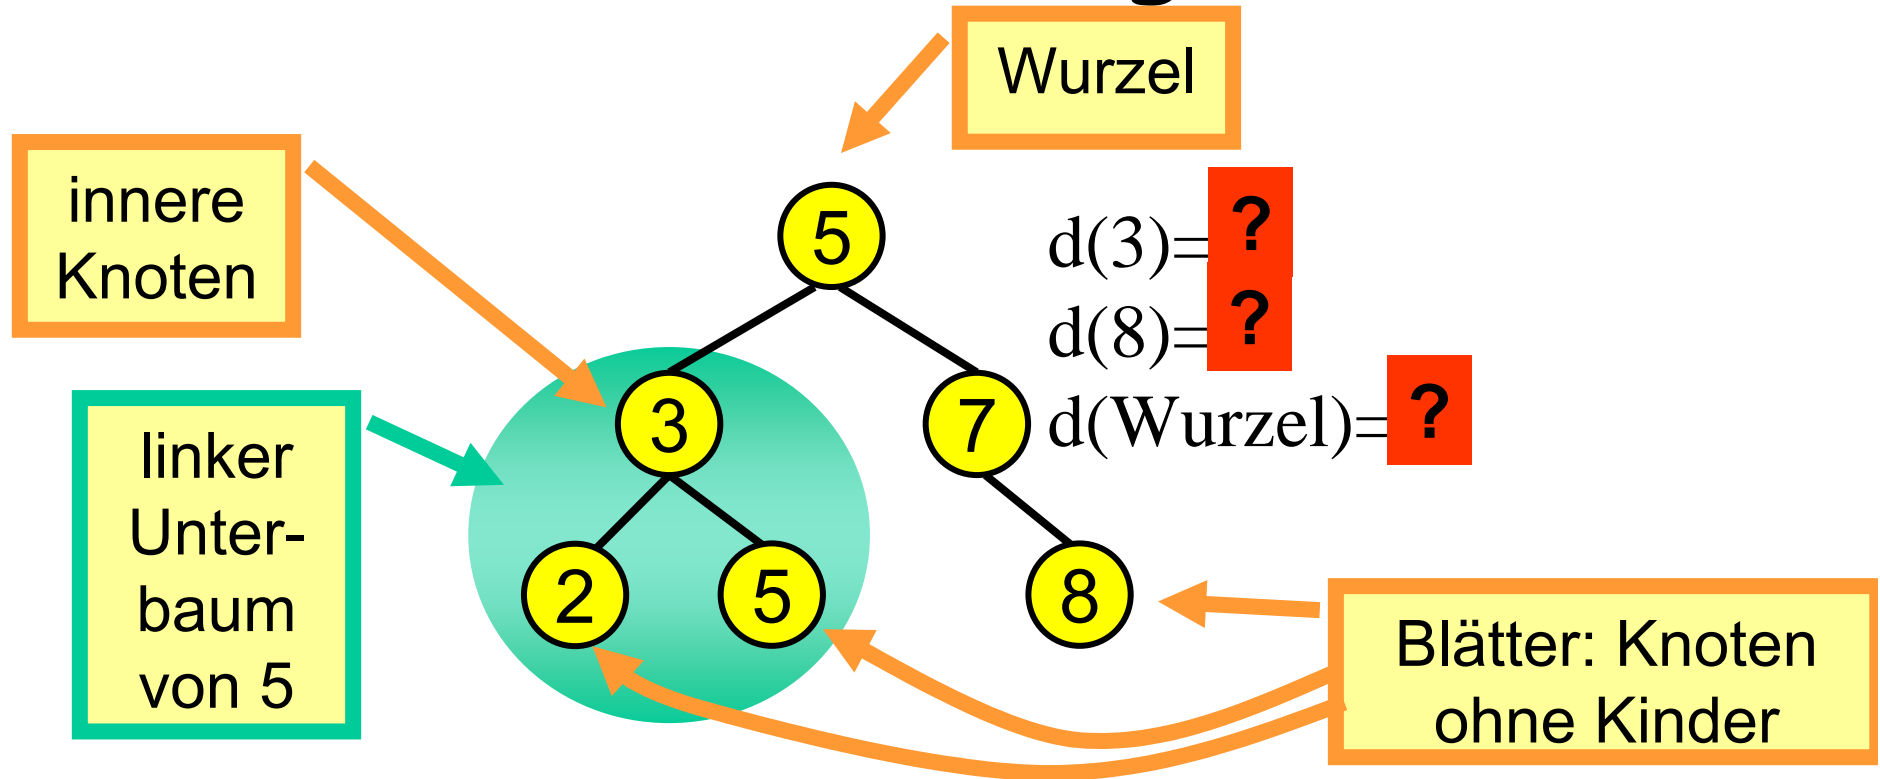 Wurzel
innere
Knoten
5
d(3)=?
d(8)=?
3
7
d(Wurzel)=?
linker
Unter-
baum
von 5
2
5
8
Blätter: Knoten
ohne Kinder